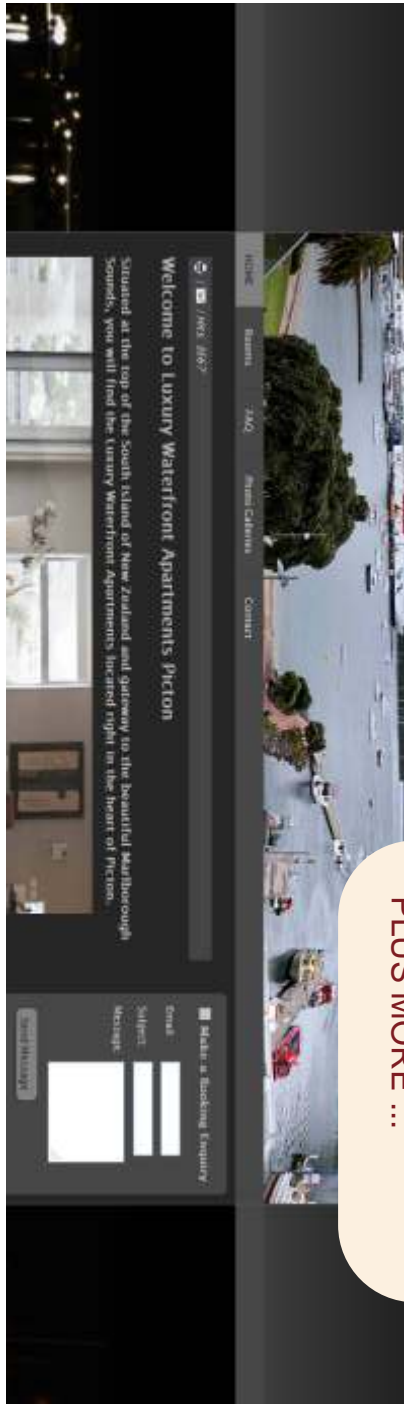 PLUS MORE ...
HOME Rooms FAQ Photo Galleries Contact
Welcome to Luxury Waterfront Apartments Picton
Situated at the top of the South Island of New Zealand and gateway to the beautiful Marlborough
Sounds, you will find the Luxury Waterfront Apartments located right in the heart of Picton.
Make a Booking Enquiry
Email
Subject
Message
Send Message